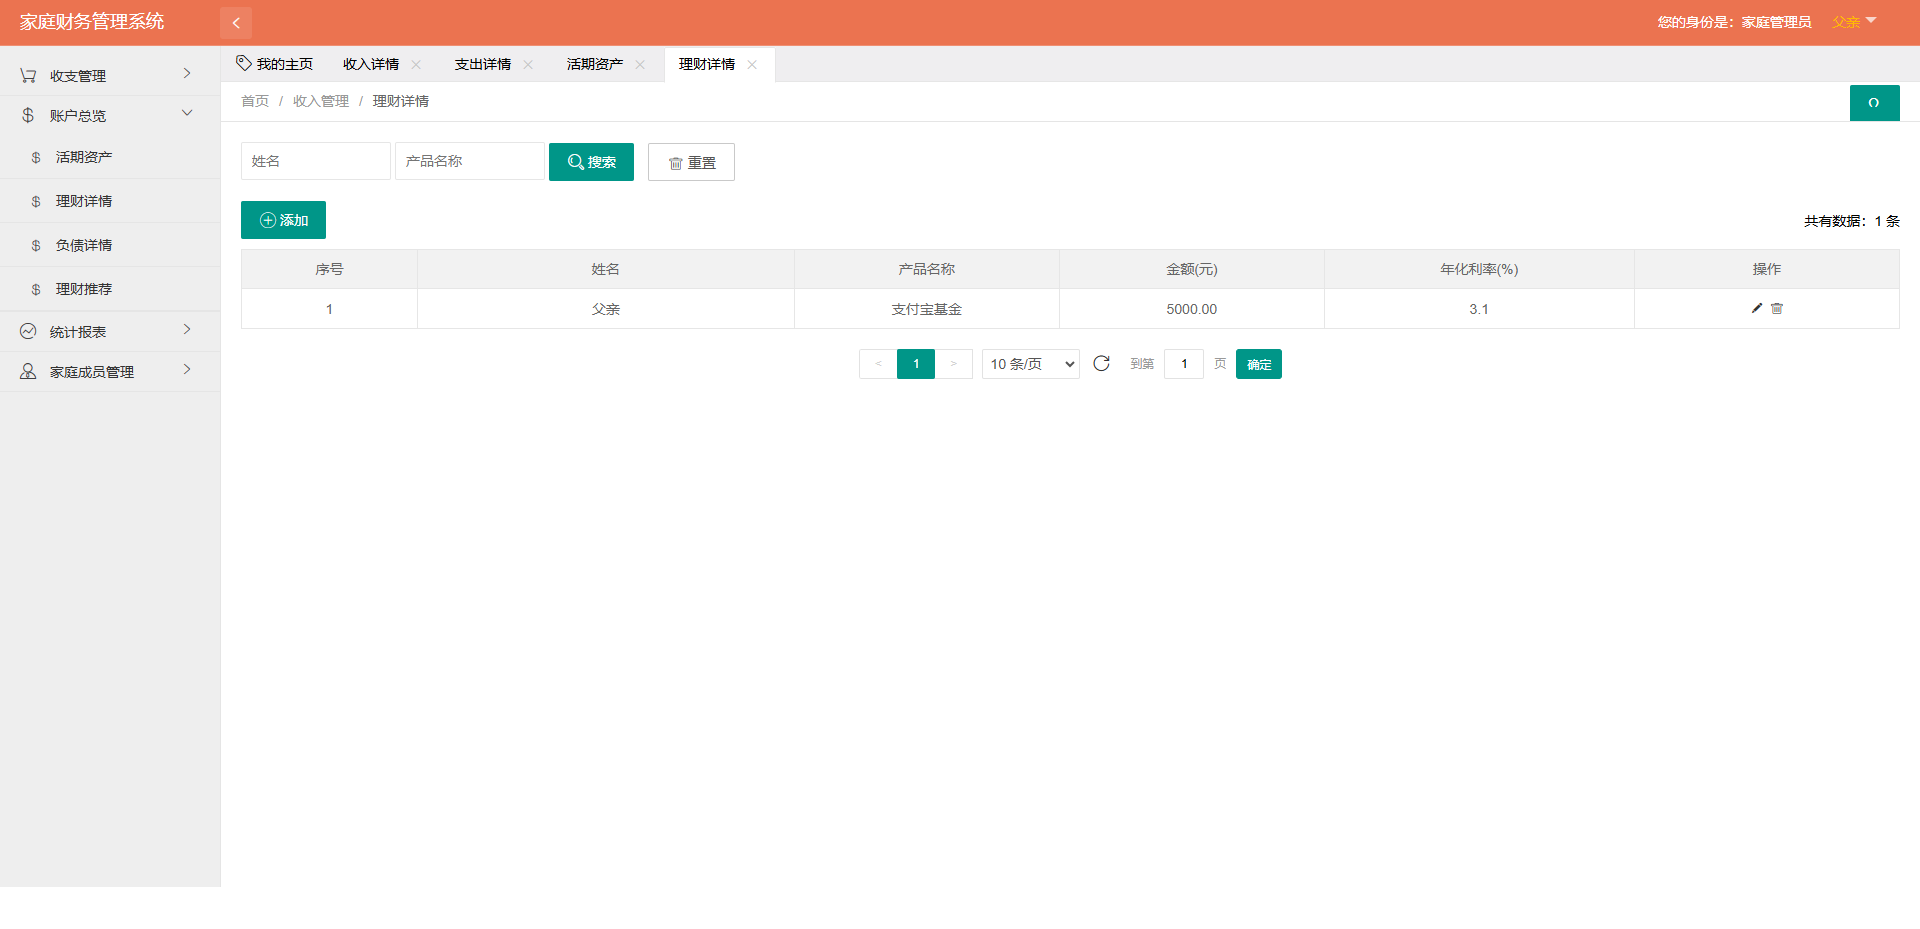 家庭财务管理系统
您的身份是：家庭管理员 父亲
收支管理
账户总览
活期资产
理财详情
负债详情
理财推荐
统计报表
家庭成员管理
我的主页 收入详情 支出详情 活期资产 理财详情
首页 / 收入管理 / 理财详情
姓名 产品名称 搜索 重置
添加 共有数据：1 条
序号 姓名 产品名称 金额(元) 年化利率(%) 操作
1 父亲 支付宝基金 5000.00 3.1
< 1 > 10 条/页 到第 1 页 确定